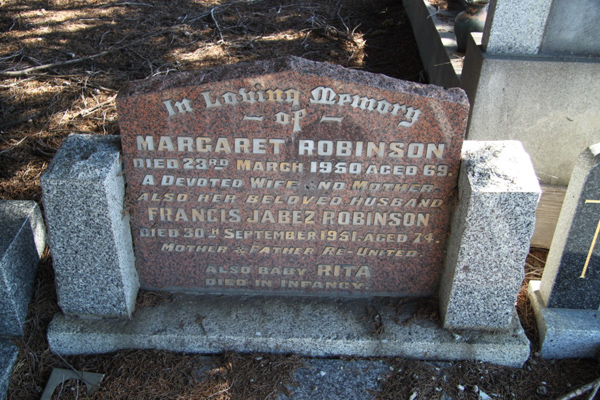 In Loving Memory
— of —
MARGARET ROBINSON
DIED 23RD MARCH 1950 AGED 69.
A DEVOTED WIFE AND MOTHER
ALSO HER BELOVED HUSBAND
FRANCIS JABEZ ROBINSON
DIED 30TH SEPTEMBER 1951. AGED 74.
MOTHER & FATHER RE-UNITED
ALSO BABY RITA
DIED IN INFANCY.